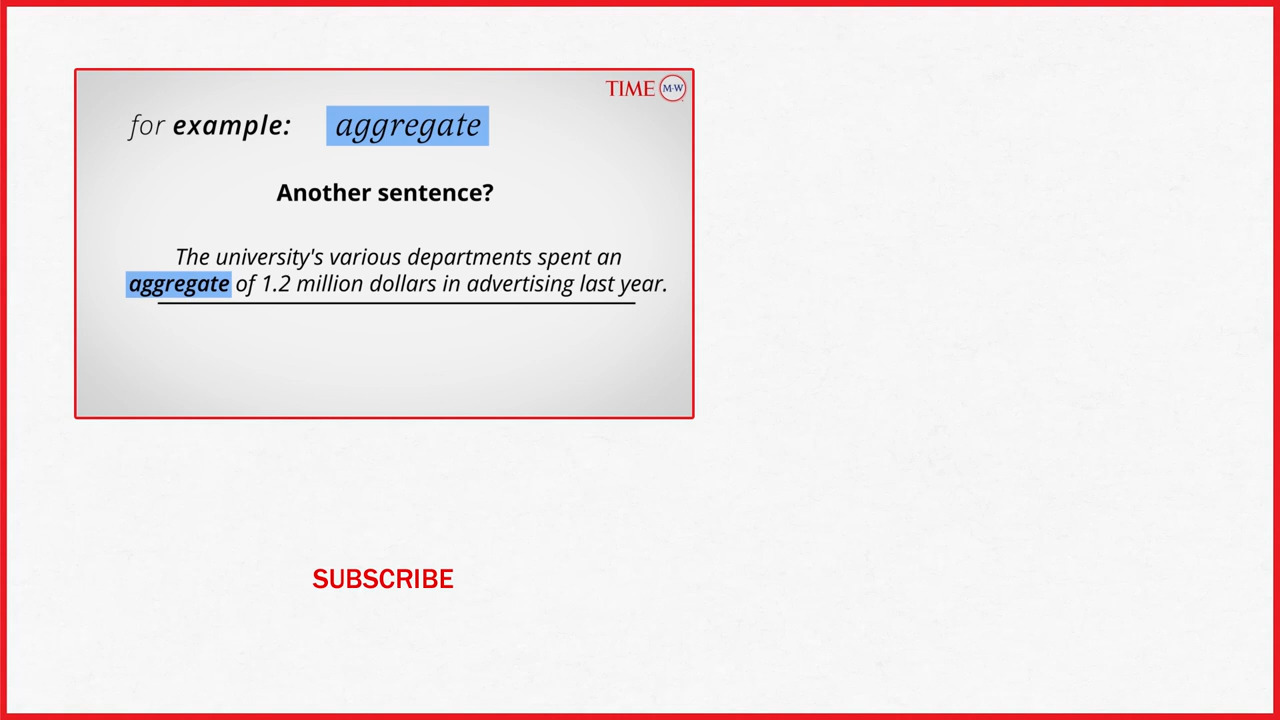 TIME M-W
for example: aggregate
Another sentence?
The university's various departments spent an
aggregate of 1.2 million dollars in advertising last year.
SUBSCRIBE